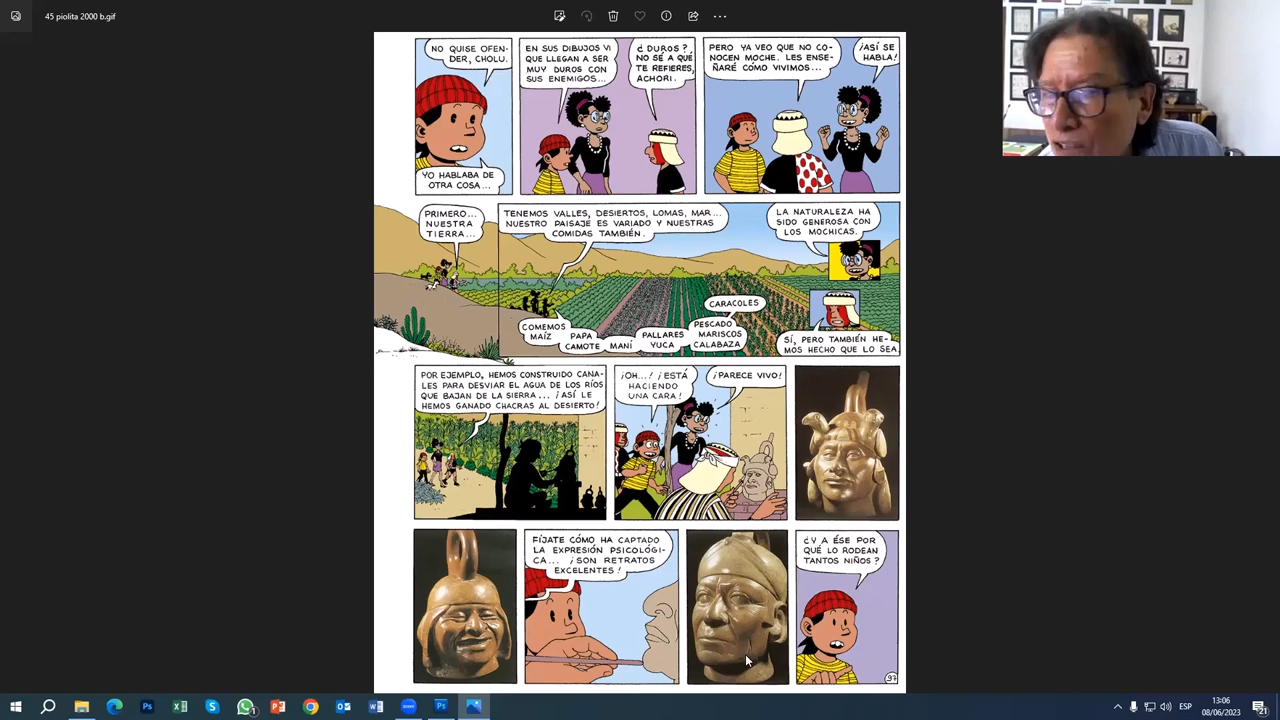 45 piolita 2000 b.gif
NO QUISE OFEN-
DER, CHOLU.
YO HABLABA DE
OTRA COSA...
EN SUS DIBUJOS VI
QUE LLEGAN A SER
MUY DUROS CON
SUS ENEMIGOS...
¿DUROS?
NO SÉ A QUÉ
TE REFIERES,
ACHORI.
PERO YA VEO QUE NO CO-
NOCEN MOCHE. LES ENSE-
ÑARÉ CÓMO VIVIMOS...
¡ASÍ SE
HABLA!
PRIMERO...
NUESTRA
TIERRA...
TENEMOS VALLES, DESIERTOS, LOMAS, MAR...
NUESTRO PAISAJE ES VARIADO Y NUESTRAS
COMIDAS TAMBIÉN.
LA NATURALEZA HA
SIDO GENEROSA CON
LOS MOCHICAS.
COMEMOS
MAÍZ
PAPA
CAMOTE
MANÍ
PALLARES
YUCA
PESCADO
MARISCOS
CALABAZA
CARACOLES
SÍ, PERO TAMBIÉN HE-
MOS HECHO QUE LO SEA
POR EJEMPLO, HEMOS CONSTRUIDO CANA-
LES PARA DESVIAR EL AGUA DE LOS RÍOS
QUE BAJAN DE LA SIERRA... ¡ASÍ LE
HEMOS GANADO CHACRAS AL DESIERTO!
¡OH...! ¡ESTÁ
HACIENDO
UNA CARA!
¡PARECE VIVO!
FÍJATE CÓMO HA CAPTADO
LA EXPRESIÓN PSICOLÓGI-
CA... ¡SON RETRATOS
EXCELENTES!
¿Y A ÉSE POR
QUÉ LO RODEAN
TANTOS NIÑOS?
ESP
13:06
08/06/2023